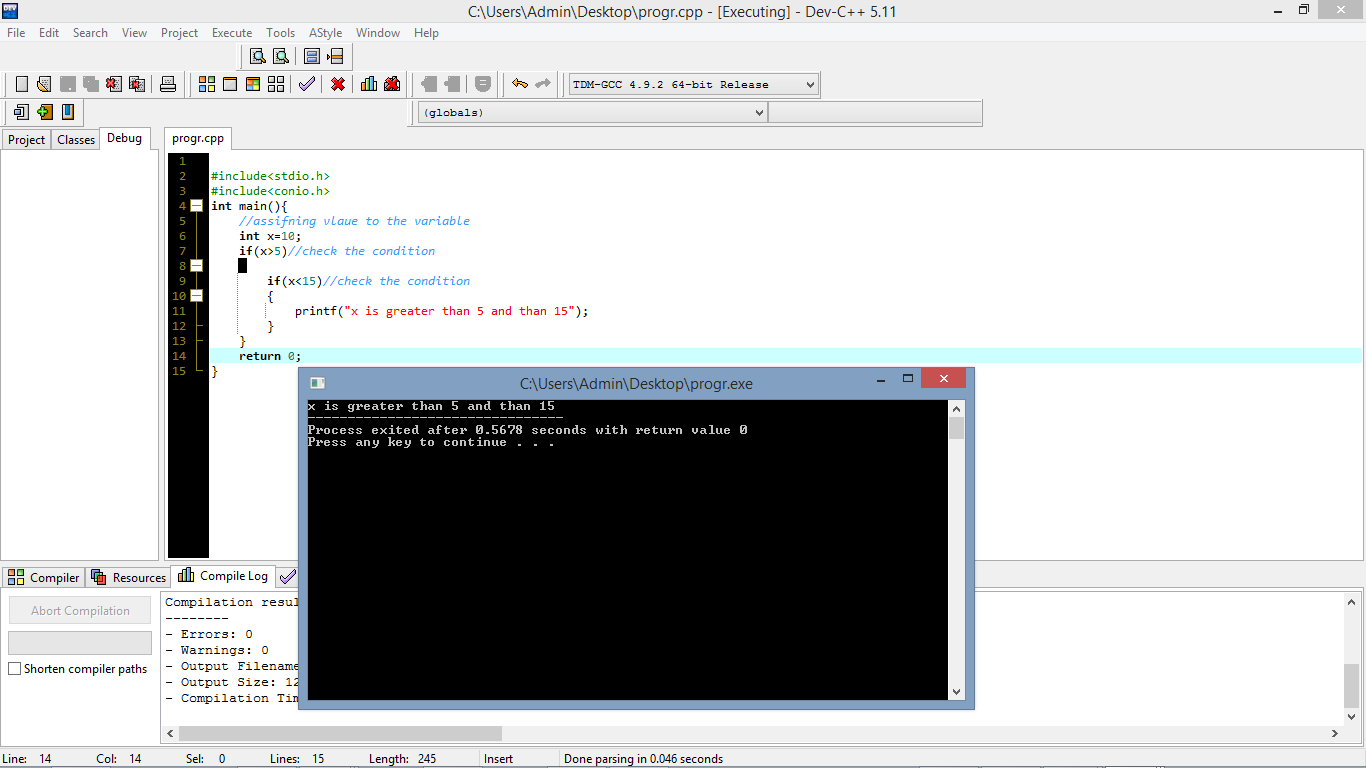 C:\Users\Admin\Desktop\progr.cpp - [Executing] - Dev-C++ 5.11
File Edit Search View Project Execute Tools AStyle Window Help
TDM-GCC 4.9.2 64-bit Release
(globals)
Project Classes Debug progr.cpp
1
2 #include<stdio.h>
3 #include<conio.h>
4 int main(){
5 //assifning vlaue to the variable
6 int x=10;
7 if(x>5)//check the condition
8
9 if(x<15)//check the condition
10 {
11 printf("x is greater than 5 and than 15");
12 }
13 }
14 return 0;
15 }
C:\Users\Admin\Desktop\progr.exe
x is greater than 5 and than 15
--------------------------------
Process exited after 0.5678 seconds with return value 0
Press any key to continue . . .
Compiler Resources Compile Log
Abort Compilation
Shorten compiler paths
Compilation resul
--------
- Errors: 0
- Warnings: 0
- Output Filename
- Output Size: 12
- Compilation Tim
Line: 14 Col: 14 Sel: 0 Lines: 15 Length: 245 Insert Done parsing in 0.046 seconds